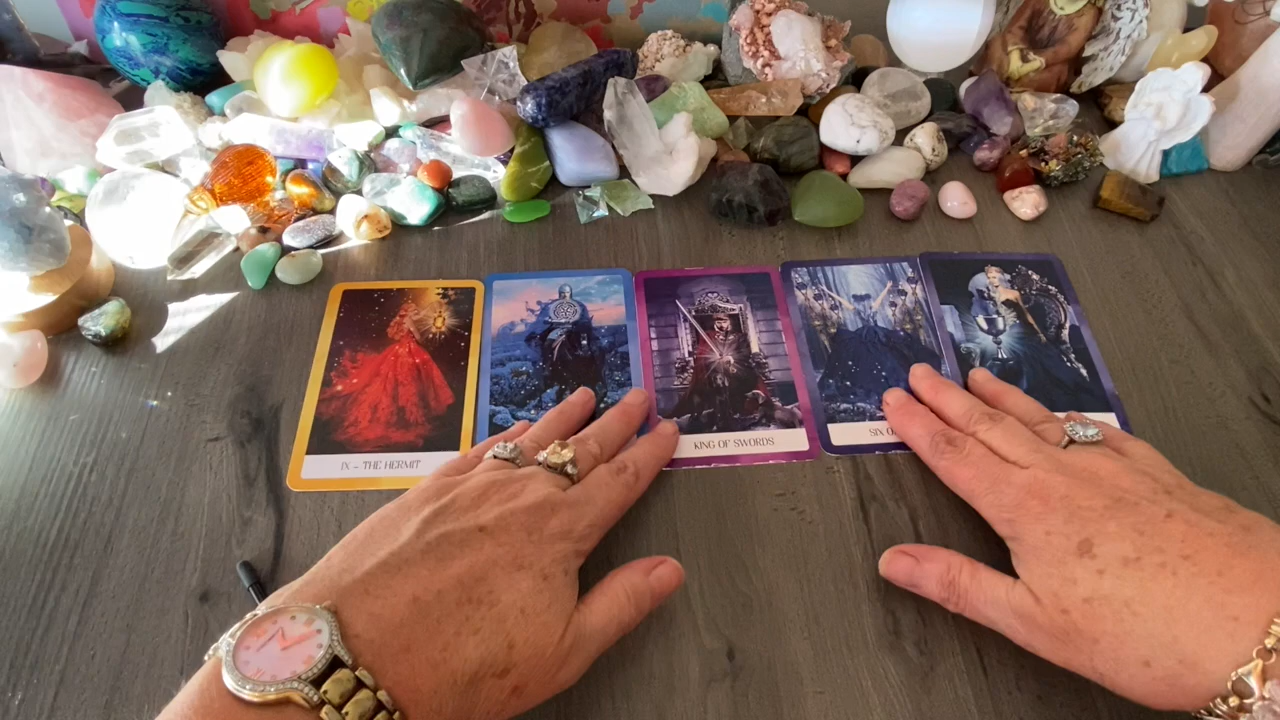 IX - THE HERMIT
KING OF SWORDS
SIX O